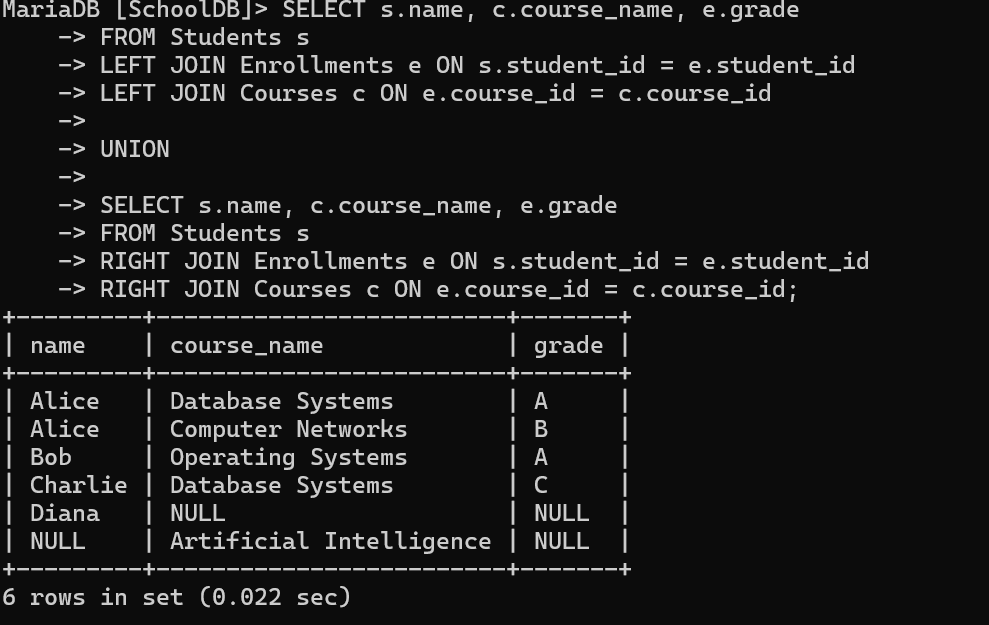 MariaDB [SchoolDB]> SELECT s.name, c.course_name, e.grade
    -> FROM Students s
    -> LEFT JOIN Enrollments e ON s.student_id = e.student_id
    -> LEFT JOIN Courses c ON e.course_id = c.course_id
    ->
    -> UNION
    ->
    -> SELECT s.name, c.course_name, e.grade
    -> FROM Students s
    -> RIGHT JOIN Enrollments e ON s.student_id = e.student_id
    -> RIGHT JOIN Courses c ON e.course_id = c.course_id;
+---------+-------------------------+-------+
| name    | course_name             | grade |
+---------+-------------------------+-------+
| Alice   | Database Systems        | A     |
| Alice   | Computer Networks       | B     |
| Bob     | Operating Systems       | A     |
| Charlie | Database Systems        | C     |
| Diana   | NULL                    | NULL  |
| NULL    | Artificial Intelligence | NULL  |
+---------+-------------------------+-------+
6 rows in set (0.022 sec)